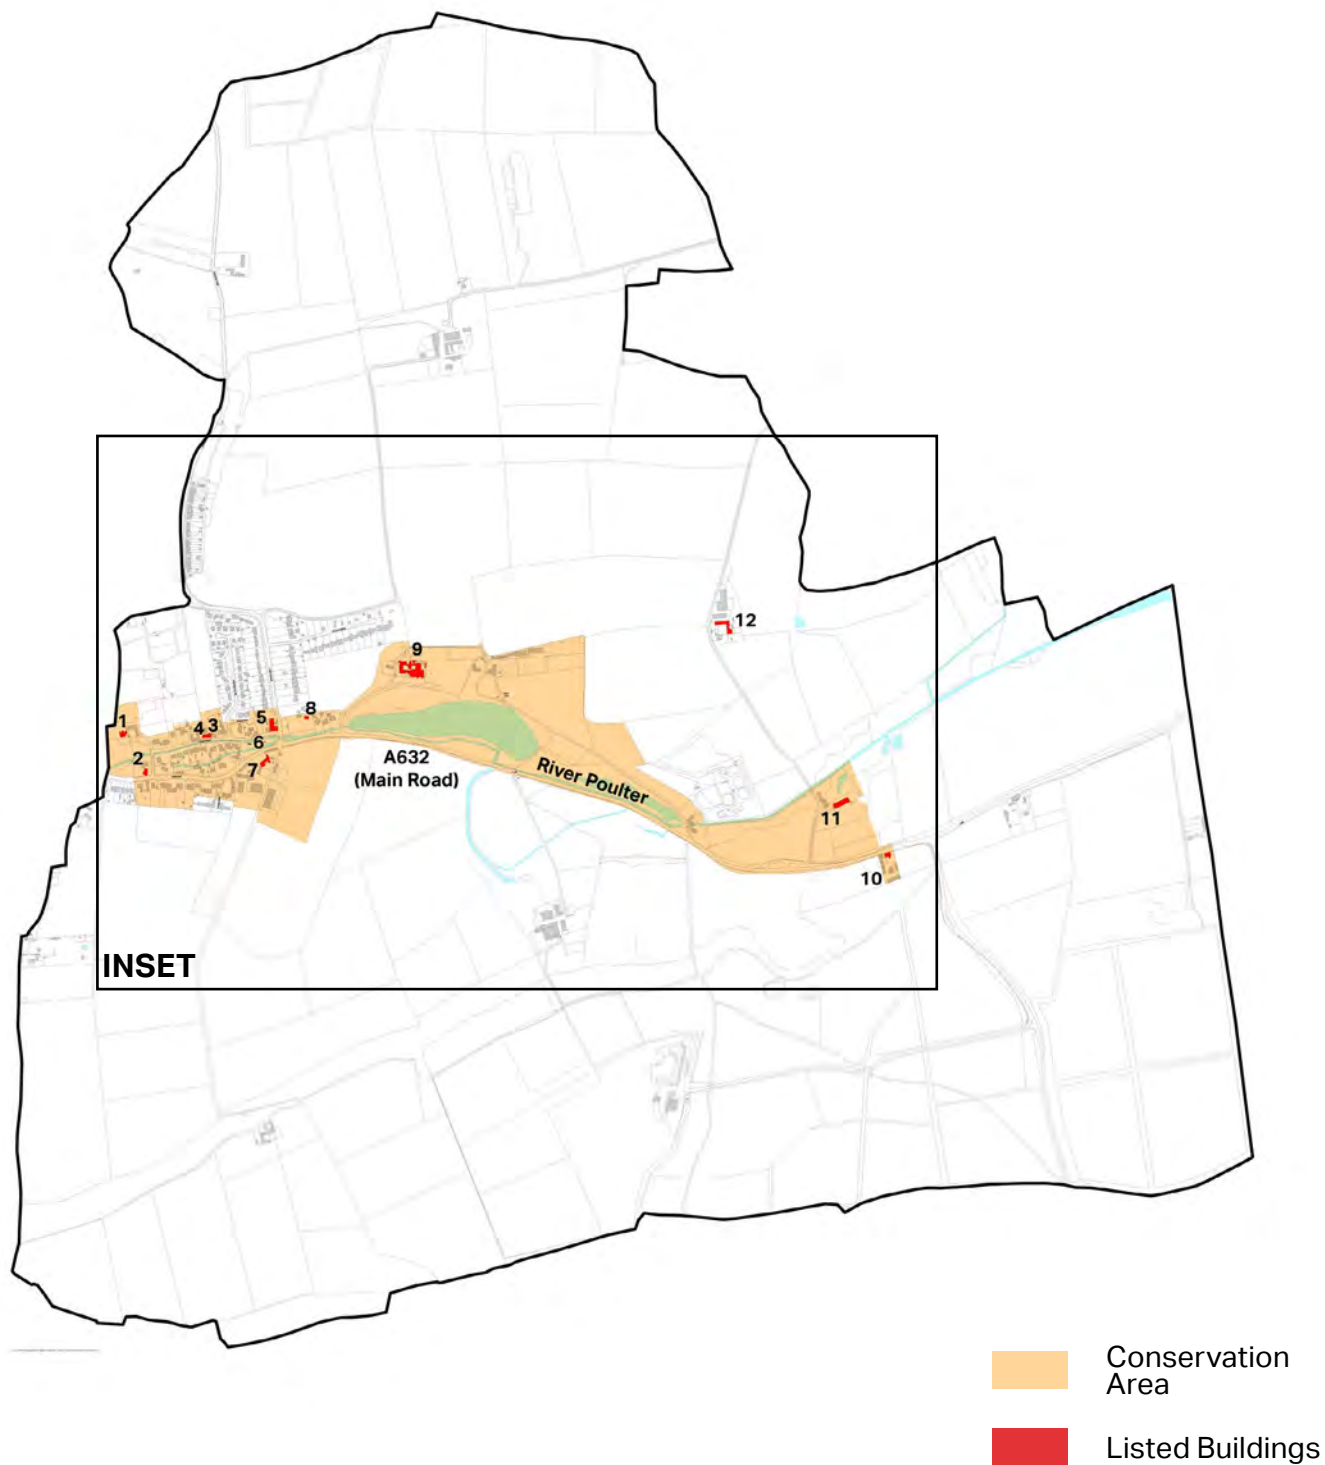 12
9
1
4 3
5
8
6
2
7
A632
(Main Road)
River Poulter
11
10
INSET
Conservation
Area
Listed Buildings